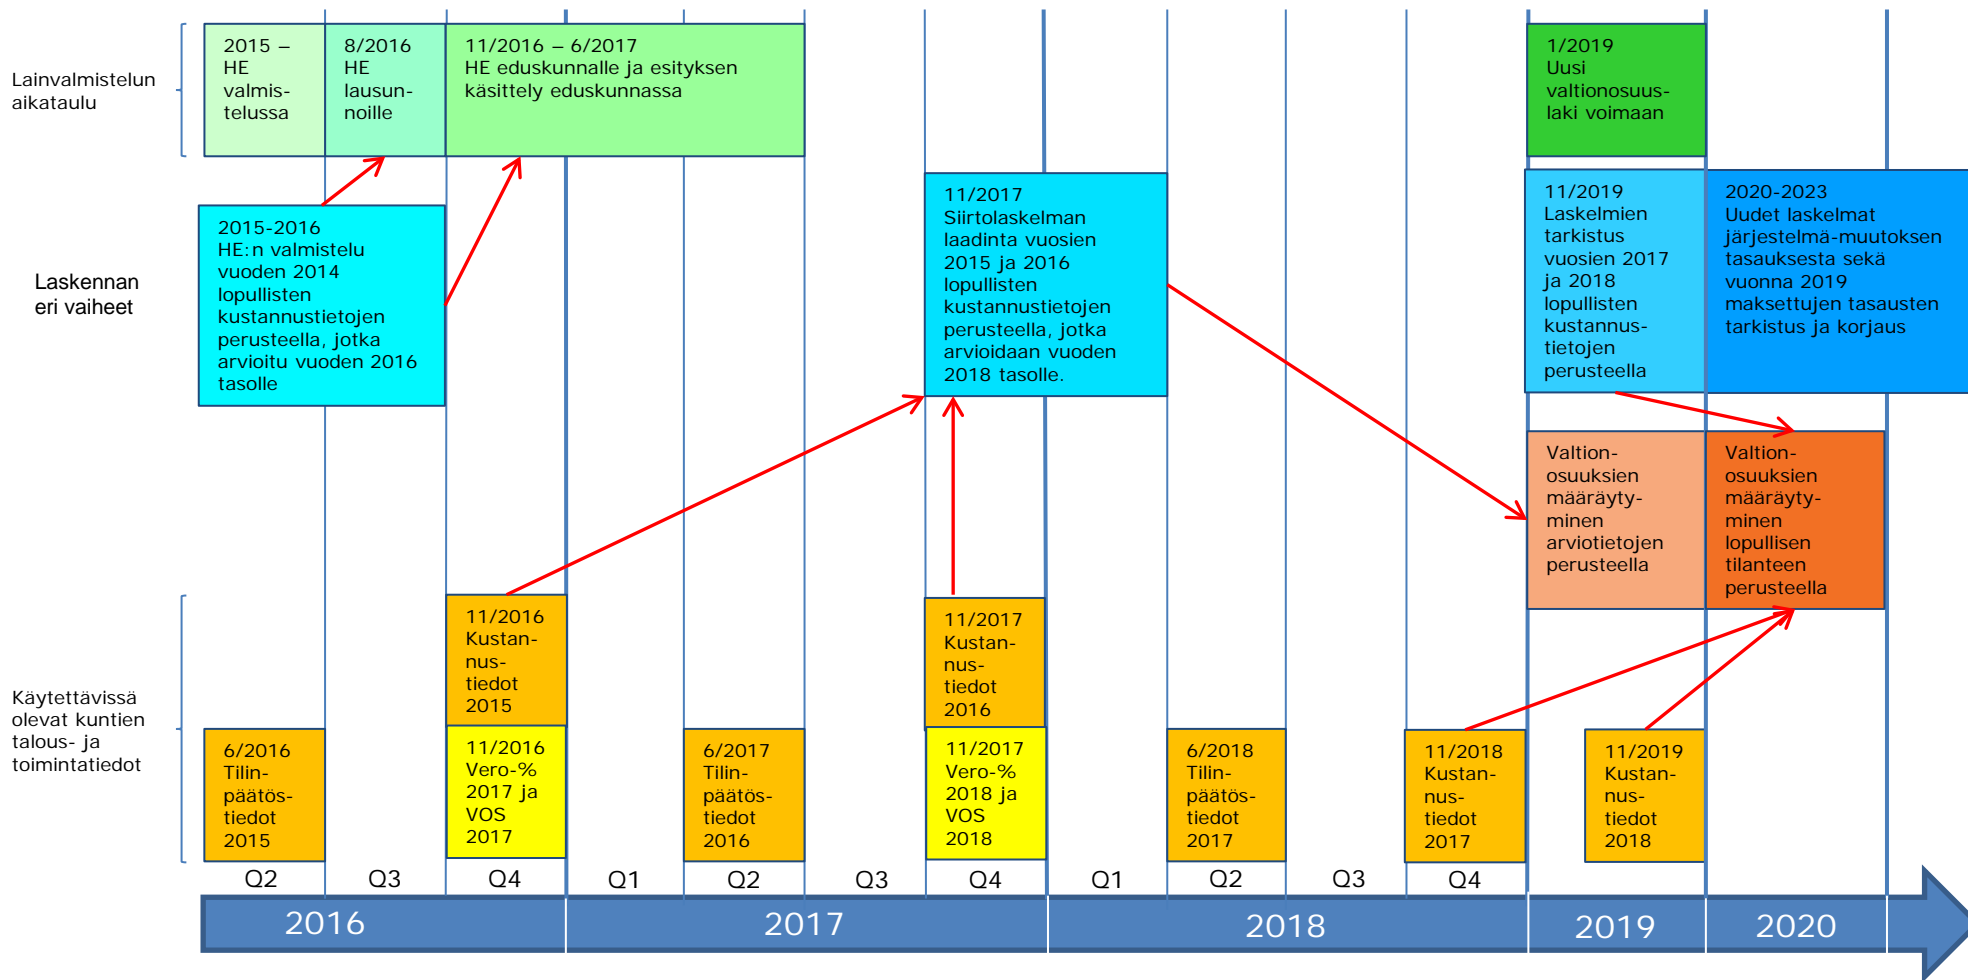 Lainvalmistelun
aikataulu
2015 –
HE
valmis-
telussa
8/2016
HE
lausun-
noille
11/2016 – 6/2017
HE eduskunnalle ja esityksen
käsittely eduskunnassa
1/2019
Uusi
valtionosuus-
laki voimaan
Laskennan
eri vaiheet
2015-2016
HE:n valmistelu
vuoden 2014
lopullisten
kustannustietojen
perusteella, jotka
arvioitu vuoden 2016
tasolle
11/2017
Siirtolaskelman
laadinta vuosien
2015 ja 2016
lopullisten
kustannustietojen
perusteella, jotka
arvioidaan vuoden
2018 tasolle.
11/2019
Laskelmien
tarkistus
vuosien 2017
ja 2018
lopullisten
kustannus-
tietojen
perusteella
2020-2023
Uudet laskelmat
järjestelmä-muutoksen
tasauksesta sekä
vuonna 2019
maksettujen tasausten
tarkistus ja korjaus
Valtion-
osuuksien
määräyty-
minen
arviotietojen
perusteella
Valtion-
osuuksien
määräyty-
minen
lopullisen
tilanteen
perusteella
Käytettävissä
olevat kuntien
talous- ja
toimintatiedot
11/2016
Kustan-
nus-
tiedot
2015
11/2017
Kustan-
nus-
tiedot
2016
6/2016
Tilin-
päätös-
tiedot
2015
11/2016
Vero-%
2017 ja
VOS
2017
6/2017
Tilin-
päätös-
tiedot
2016
11/2017
Vero-%
2018 ja
VOS
2018
6/2018
Tilin-
päätös-
tiedot
2017
11/2018
Kustan-
nus-
tiedot
2017
11/2019
Kustan-
nus-
tiedot
2018
Q2 Q3 Q4 Q1 Q2 Q3 Q4 Q1 Q2 Q3 Q4
2016 2017 2018 2019 2020